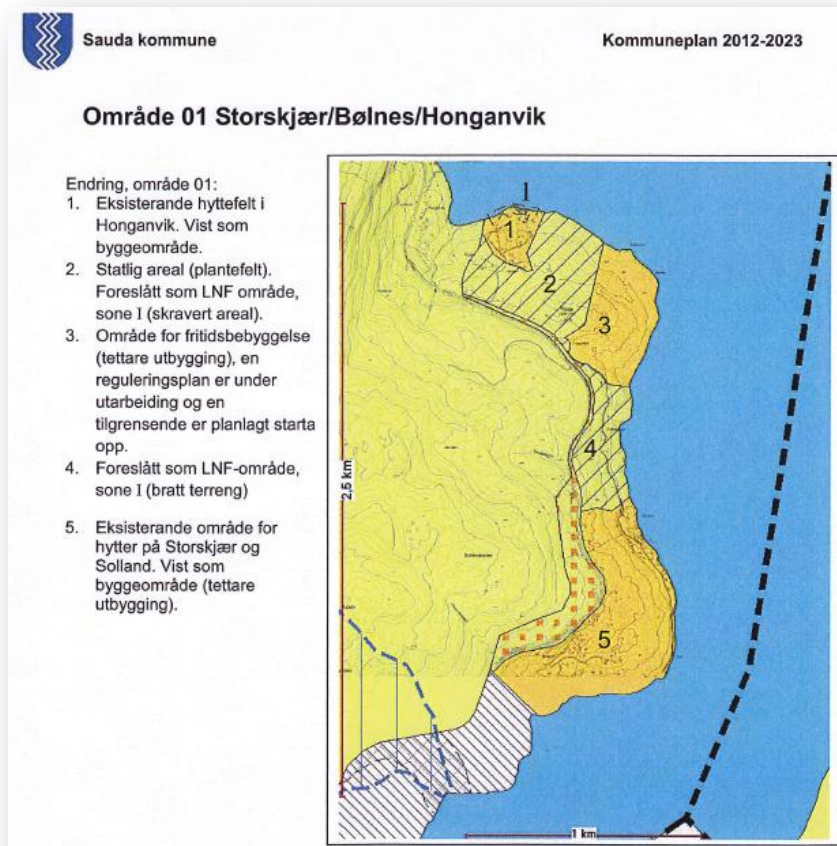 Sauda kommune
Kommuneplan 2012-2023
Område 01 Storskjær/Bølnes/Honganvik
Endring, område 01:
1. Eksisterande hyttefelt i
Honganvik. Vist som
byggeområde.
2. Statlig areal (plantefelt).
Foreslått som LNF område,
sone I (skravert areal).
3. Område for fritidsbebyggelse
(tettare utbygging), en
reguleringsplan er under
utarbeiding og en
tilgrensende er planlagt starta
opp.
4. Foreslått som LNF-område,
sone I (bratt terreng)
5. Eksisterande område for
hytter på Storskjær og
Solland. Vist som
byggeområde (tettare
utbygging).
1
1
2
3
4
2,5 km
5
1 km